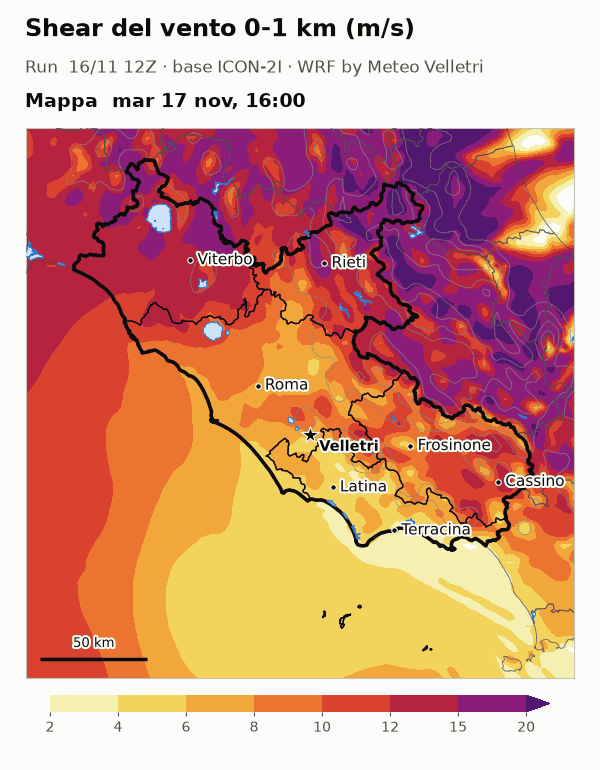 Shear del vento 0-1 km (m/s)
Run  16/11 12Z · base ICON-2I · WRF by Meteo Velletri
Mappa  mar 17 nov, 16:00
Viterbo
Rieti
Roma
Velletri
Frosinone
Cassino
Latina
Terracina
50 km
2 4 6 8 10 12 15 20